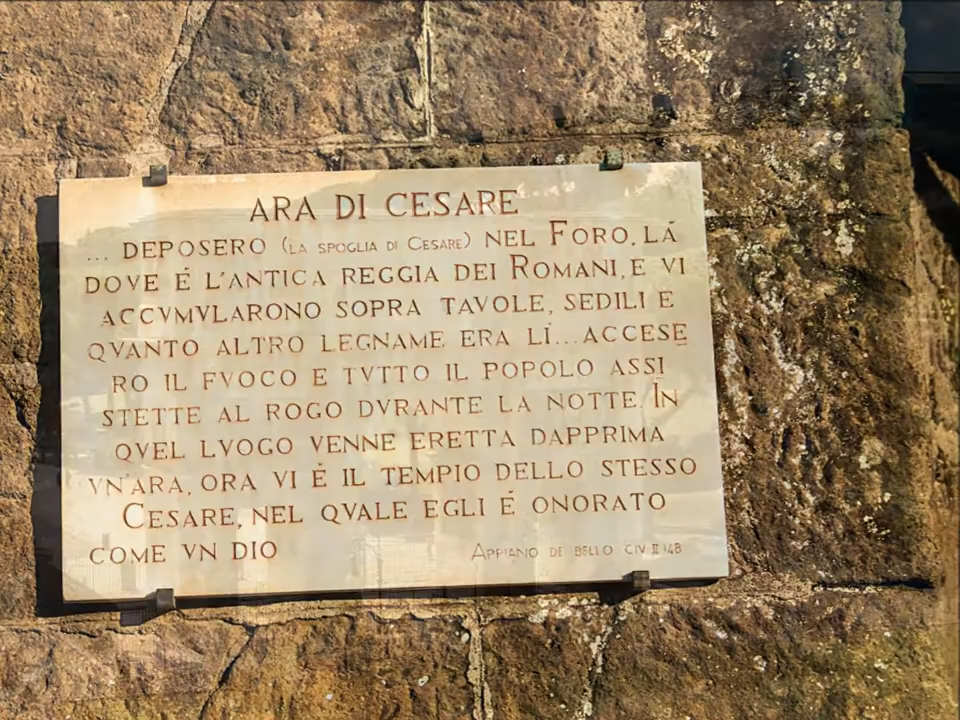 ARA DI CESARE
... DEPOSERO (LA SPOGLIA DI CESARE) NEL FORO, LÁ
DOVE É L'ANTICA REGGIA DEI ROMANI, E VI
ACCVMVLARONO SOPRA TAVOLE, SEDILI E
QVANTO ALTRO LEGNAME ERA LÍ... ACCESE
RO IL FVOCO E TVTTO IL POPOLO ASSI
STETTE AL ROGO DVRANTE LA NOTTE. IN
QVEL LVOGO VENNE ERETTA DAPPRIMA
VN'ARA, ORA VI É IL TEMPIO DELLO STESSO
CESARE, NEL QVALE EGLI É ONORATO
COME VN DIO
APPIANO DE BELLO CIV II 148